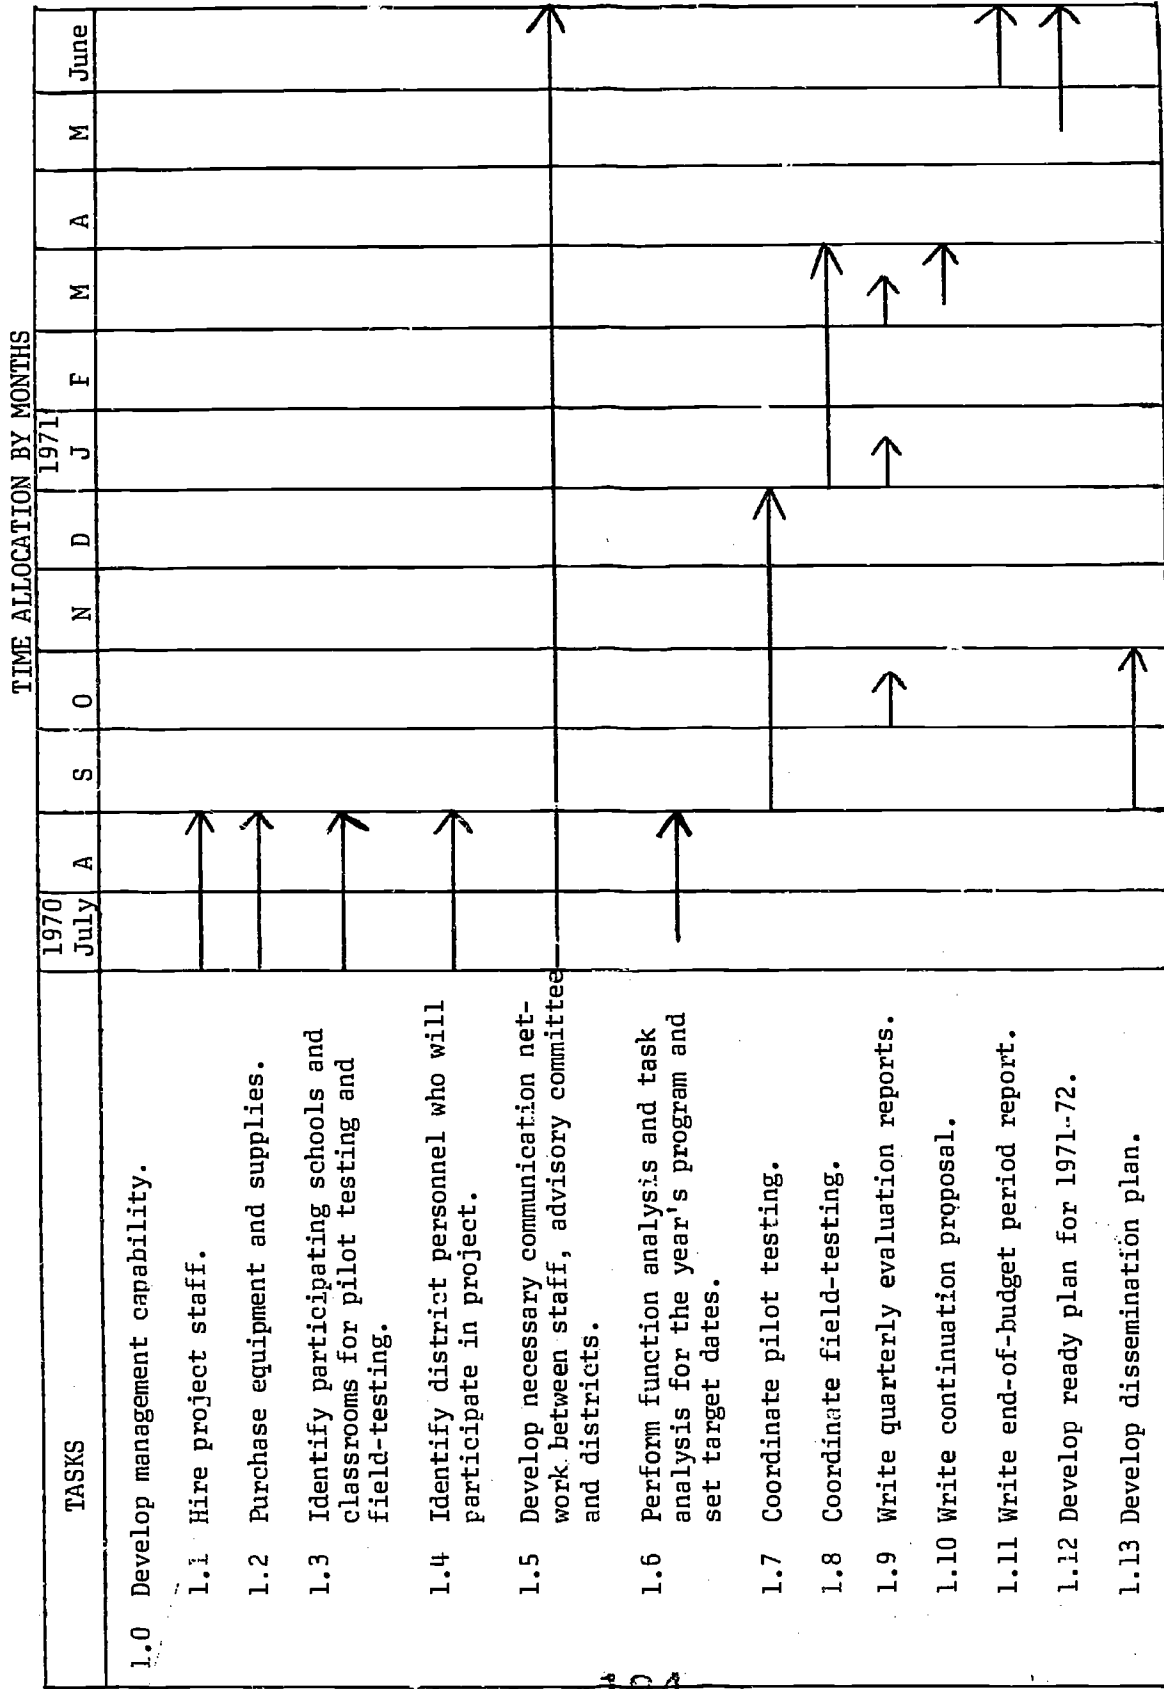 TIME ALLOCATION BY MONTHS
TASKS
1970
1971
July A S O N D J F M A M June
1.0 Develop management capability.
1.1 Hire project staff.
1.2 Purchase equipment and supplies.
1.3 Identify participating schools and
classrooms for pilot testing and
field-testing.
1.4 Identify district personnel who will
participate in project.
1.5 Develop necessary communication net-
work between staff, advisory committee
and districts.
1.6 Perform function analysis and task
analysis for the year's program and
set target dates.
1.7 Coordinate pilot testing.
1.8 Coordinate field-testing.
1.9 Write quarterly evaluation reports.
1.10 Write continuation proposal.
1.11 Write end-of-budget period report.
1.12 Develop ready plan for 1971-72.
1.13 Develop dissemination plan.